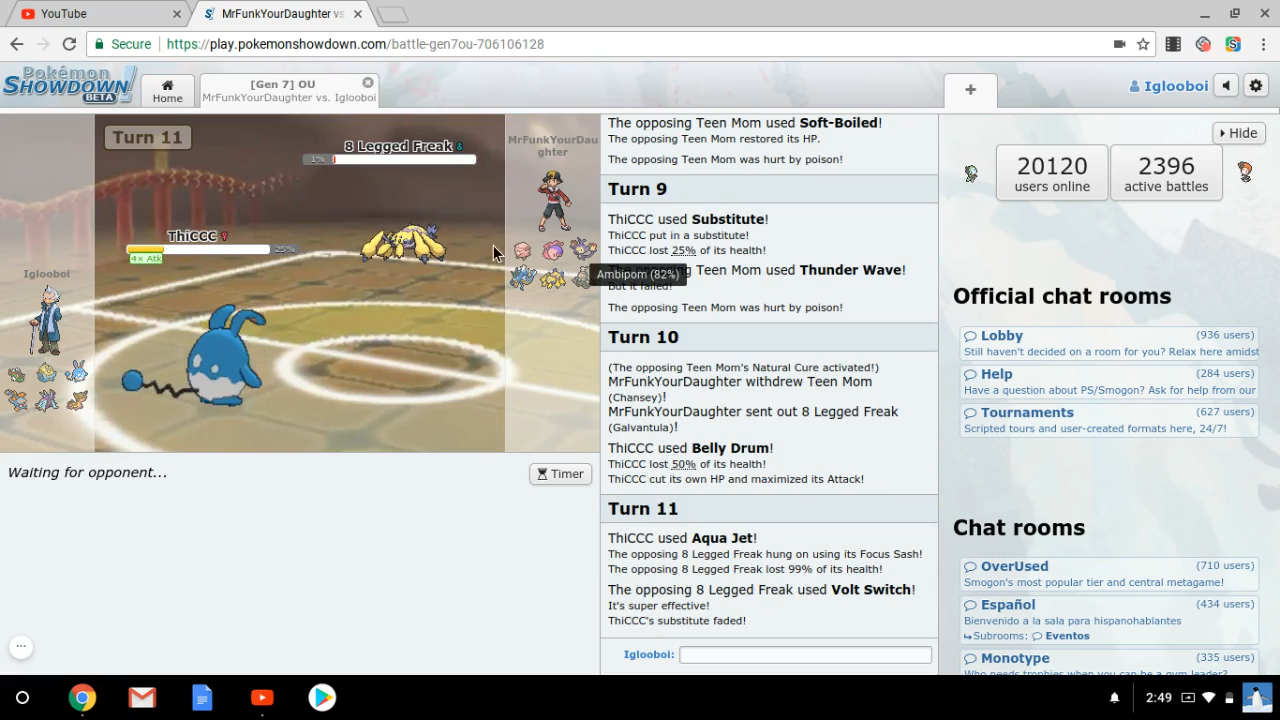 YouTube
MrFunkYourDaughter vs.
Secure https://play.pokemonshowdown.com/battle-gen7ou-706106128
Pokémon
SHOWDOWN
BETA
Home
[Gen 7] OU
MrFunkYourDaughter vs. Iglooboi
+
Iglooboi
Turn 11
8 Legged Freak
1%
ThiCCC
25%
4× Atk
Iglooboi
MrFunkYourDau
ghter
Ambipom (82%)
Waiting for opponent...
Timer
The opposing Teen Mom used Soft-Boiled!
The opposing Teen Mom restored its HP.
The opposing Teen Mom was hurt by poison!
Turn 9
ThiCCC used Substitute!
ThiCCC put in a substitute!
ThiCCC lost 25% of its health!
Teen Mom used Thunder Wave!
The opposing Teen Mom was hurt by poison!
Turn 10
(The opposing Teen Mom's Natural Cure activated!)
MrFunkYourDaughter withdrew Teen Mom
(Chansey)!
MrFunkYourDaughter sent out 8 Legged Freak
(Galvantula)!
ThiCCC used Belly Drum!
ThiCCC lost 50% of its health!
ThiCCC cut its own HP and maximized its Attack!
Turn 11
ThiCCC used Aqua Jet!
The opposing 8 Legged Freak hung on using its Focus Sash!
The opposing 8 Legged Freak lost 99% of its health!
The opposing 8 Legged Freak used Volt Switch!
It's super effective!
ThiCCC's substitute faded!
Iglooboi:
Hide
20120
users online
2396
active battles
Official chat rooms
Lobby (936 users)
Still haven't decided on a room for you? Relax here amidst
Help (284 users)
Have a question about PS/Smogon? Ask for help from our
Tournaments (627 users)
Scripted tours and user-created formats here, 24/7!
Chat rooms
OverUsed (710 users)
Smogon's most popular tier and central metagame!
Español (434 users)
Bienvenido a la sala para hispanohablantes
Subrooms: Eventos
Monotype (335 users)
2:49